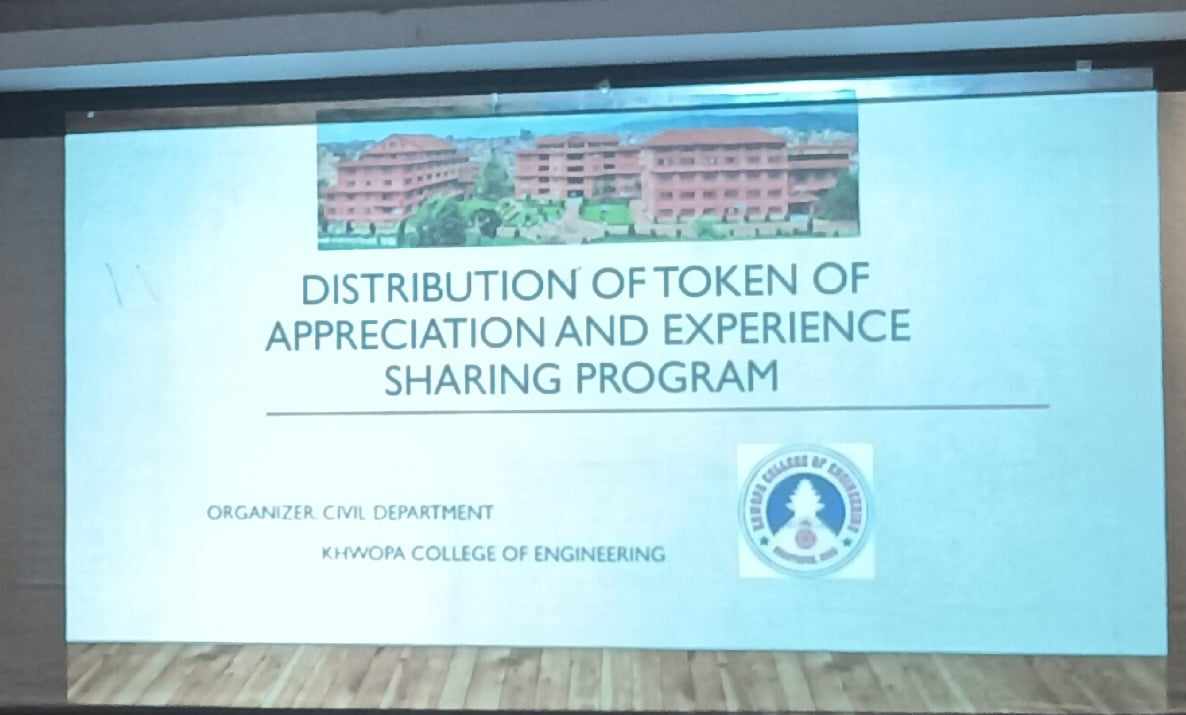 DISTRIBUTION OF TOKEN OF
APPRECIATION AND EXPERIENCE
SHARING PROGRAM
ORGANIZER: CIVIL DEPARTMENT
KHWOPA COLLEGE OF ENGINEERING
KHWOPA COLLEGE OF ENGINEERING